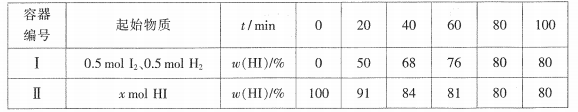 容器编号 起始物质 t/min 0 20 40 60 80 100
Ⅰ 0.5 mol I₂、0.5 mol H₂ w(HI)/% 0 50 68 76 80 80
Ⅱ x mol HI w(HI)/% 100 91 84 81 80 80